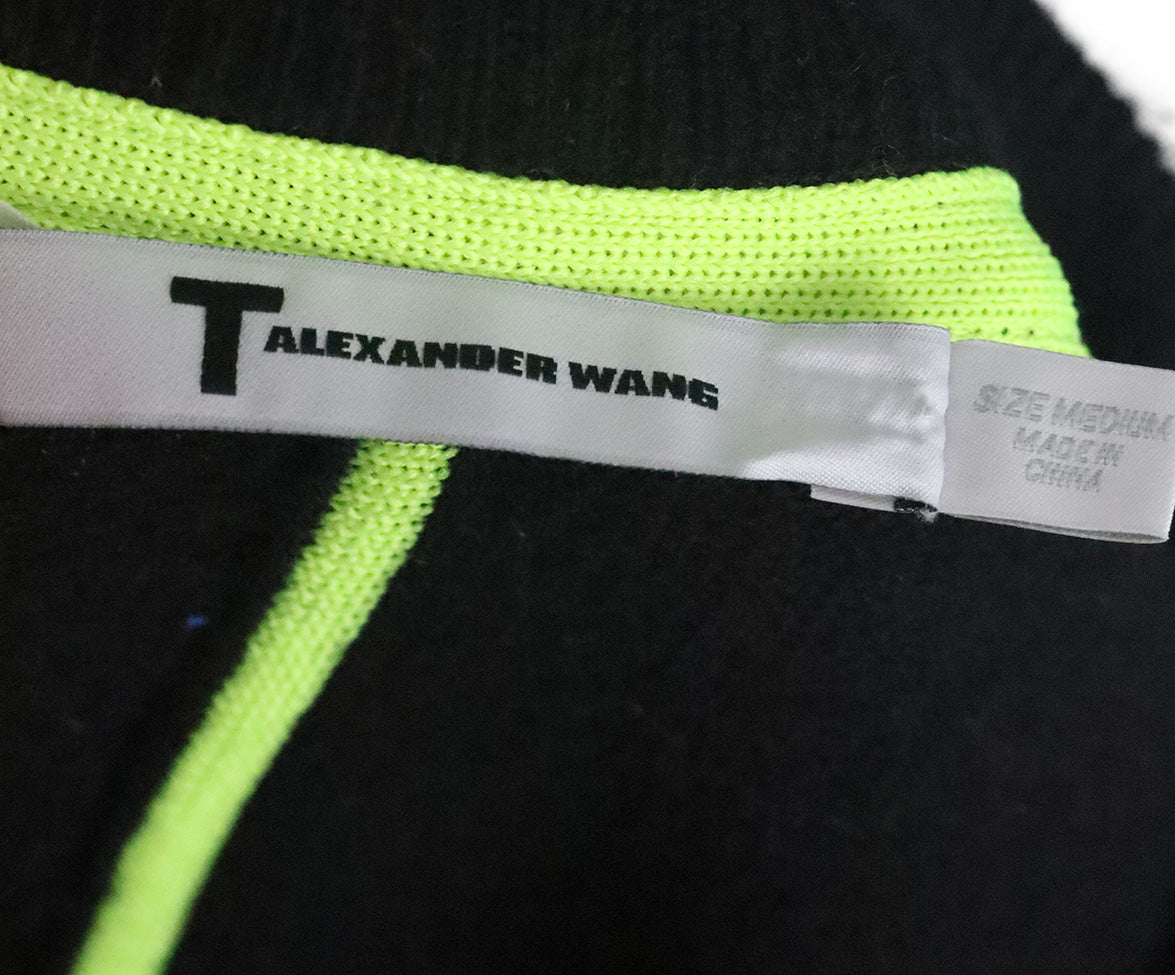 T ALEXANDER WANG
SIZE MEDIUM
MADE IN
CHINA